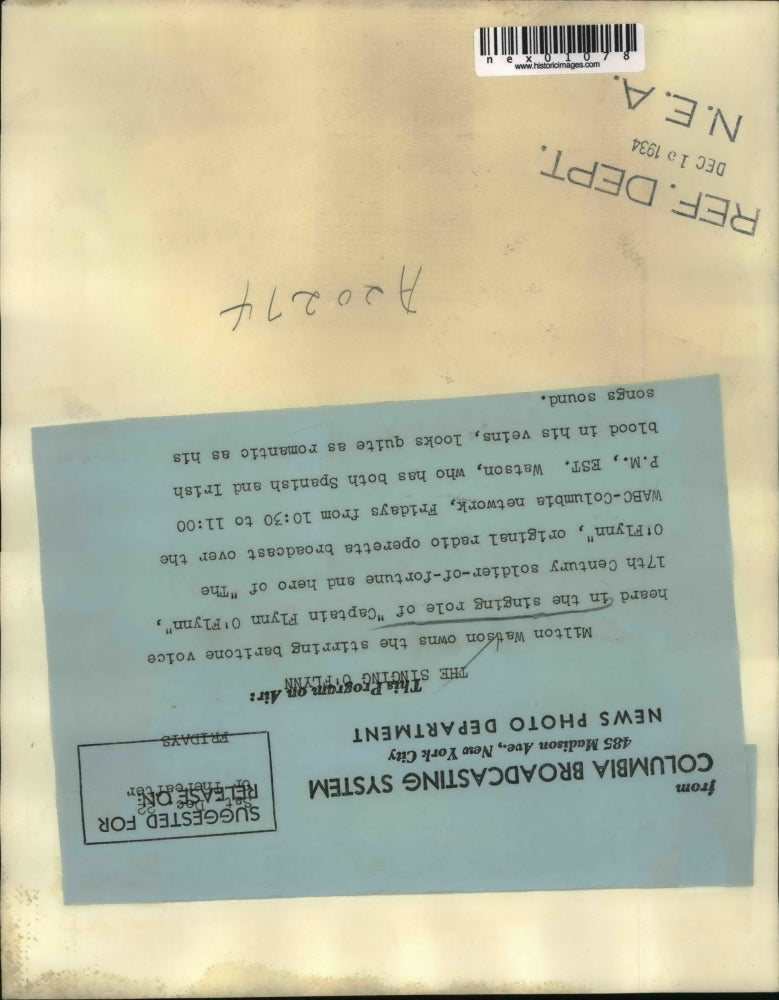 nex01078
www.historicimages.com
REF. DEPT.
DEC 1 1934
N.E.A.
A20274
from
COLUMBIA BROADCASTING SYSTEM
485 Madison Ave., New York City
NEWS PHOTO DEPARTMENT
SUGGESTED FOR
RELEASE ON
Sat. Dec. 22
or Thereafter
This Program on Air:
FRIDAYS
THE SINGING O'FLYNN
Milton Watson owns the stirring baritone voice
heard in the singing role of "Captain Flynn O'Flynn",
17th Century soldier-of-fortune and hero of "The
O'Flynn", original radio operetta broadcast over the
WABC-Columbia network, Fridays from 10:30 to 11:00
P.M., EST. Watson, who has both Spanish and Irish
blood in his veins, looks quite as romantic as his
songs sound.